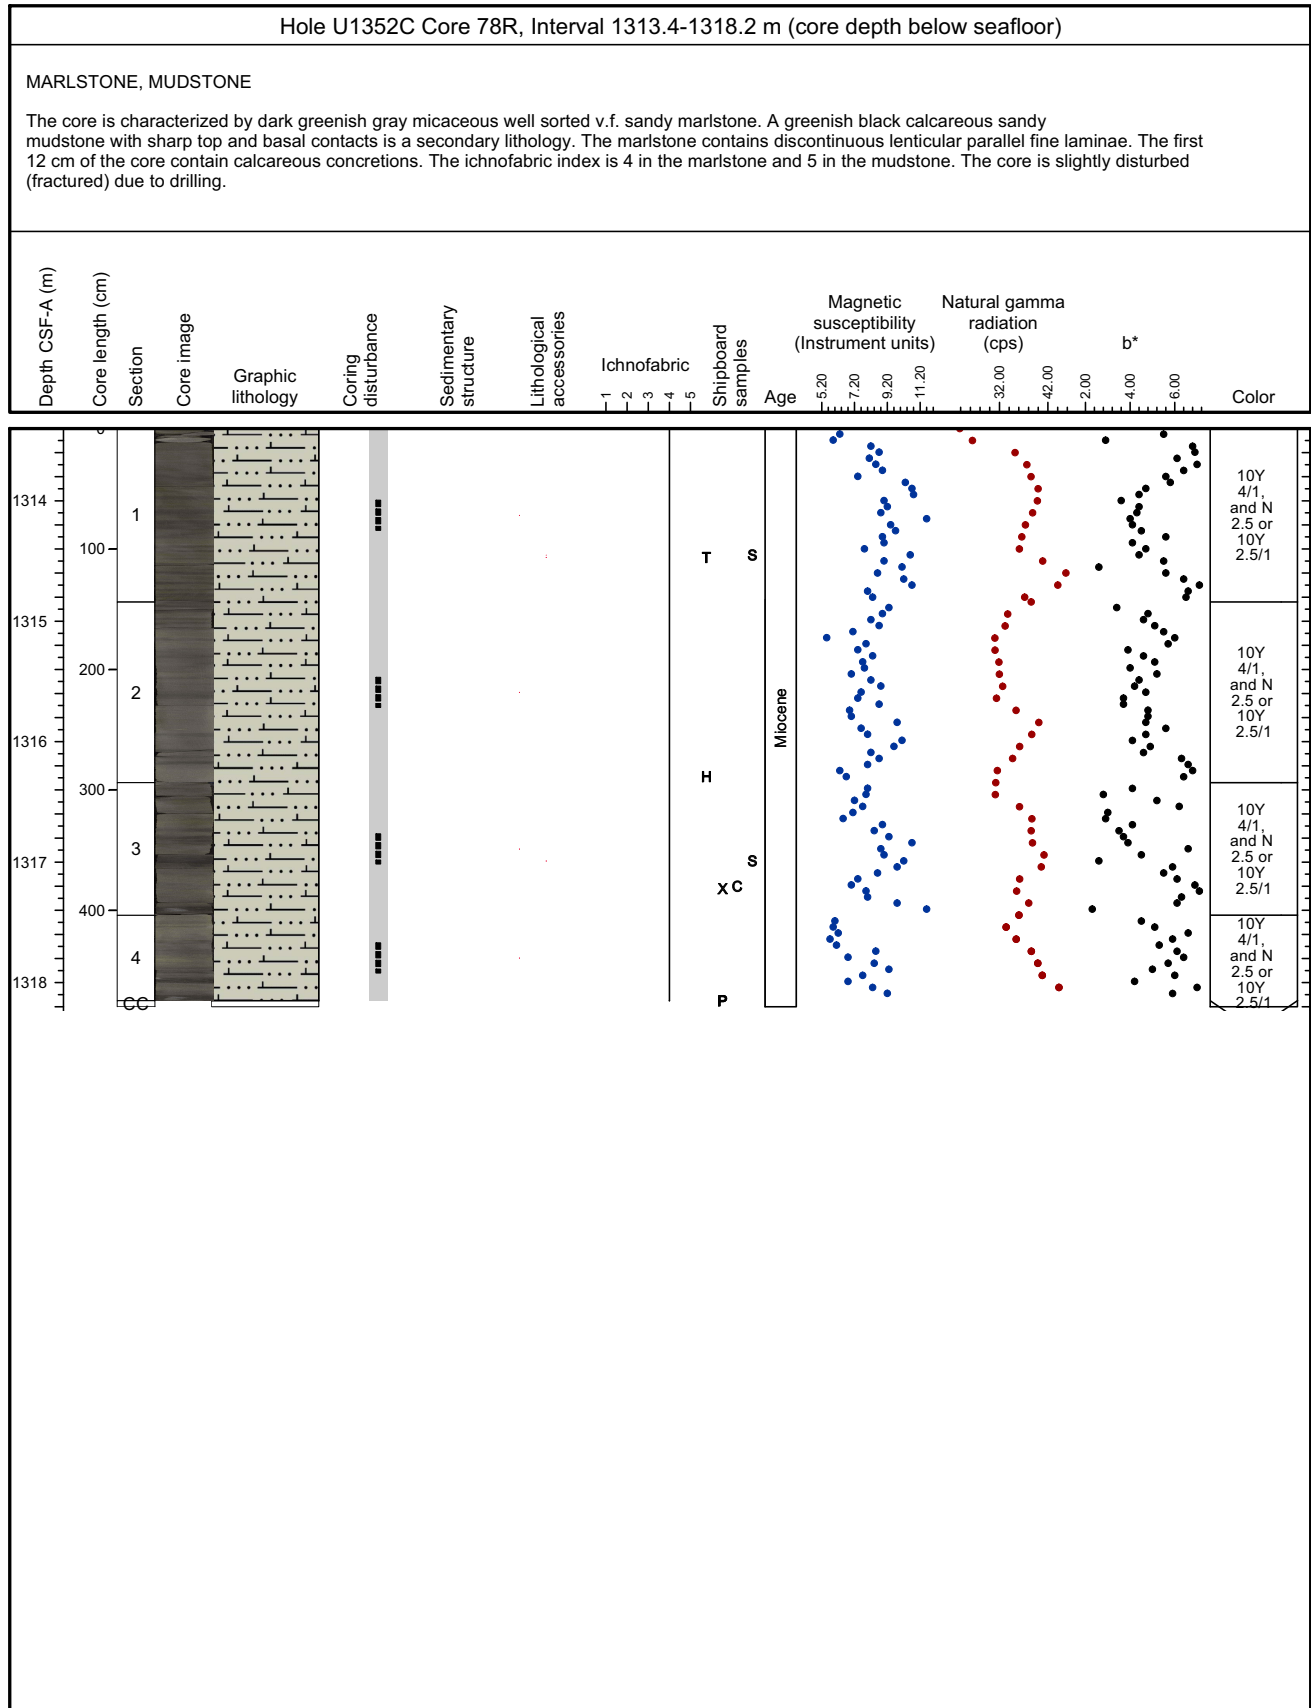 Hole U1352C Core 78R, Interval 1313.4-1318.2 m (core depth below seafloor)
MARLSTONE, MUDSTONE
The core is characterized by dark greenish gray micaceous well sorted v.f. sandy marlstone. A greenish black calcareous sandy
mudstone with sharp top and basal contacts is a secondary lithology. The marlstone contains discontinuous lenticular parallel fine laminae. The first
12 cm of the core contain calcareous concretions. The ichnofabric index is 4 in the marlstone and 5 in the mudstone. The core is slightly disturbed
(fractured) due to drilling.
Depth CSF-A (m)
Core length (cm)
Section
Core image
Graphic
lithology
Coring
disturbance
Sedimentary
structure
Lithological
accessories
Ichnofabric
1 2 3 4 5
Shipboard
samples
Age
Magnetic
susceptibility
(Instrument units)
5.20 7.20 9.20 11.20
Natural gamma
radiation
(cps)
32.00 42.00
b*
2.00 4.00 6.00
Color
1314
1315
1316
1317
1318
0
100
200
300
400
1
2
3
4
CC
T S
H
S
X C
P
Miocene
10Y
4/1,
and N
2.5 or
10Y
2.5/1
10Y
4/1,
and N
2.5 or
10Y
2.5/1
10Y
4/1,
and N
2.5 or
10Y
2.5/1
10Y
4/1,
and N
2.5 or
10Y
2.5/1